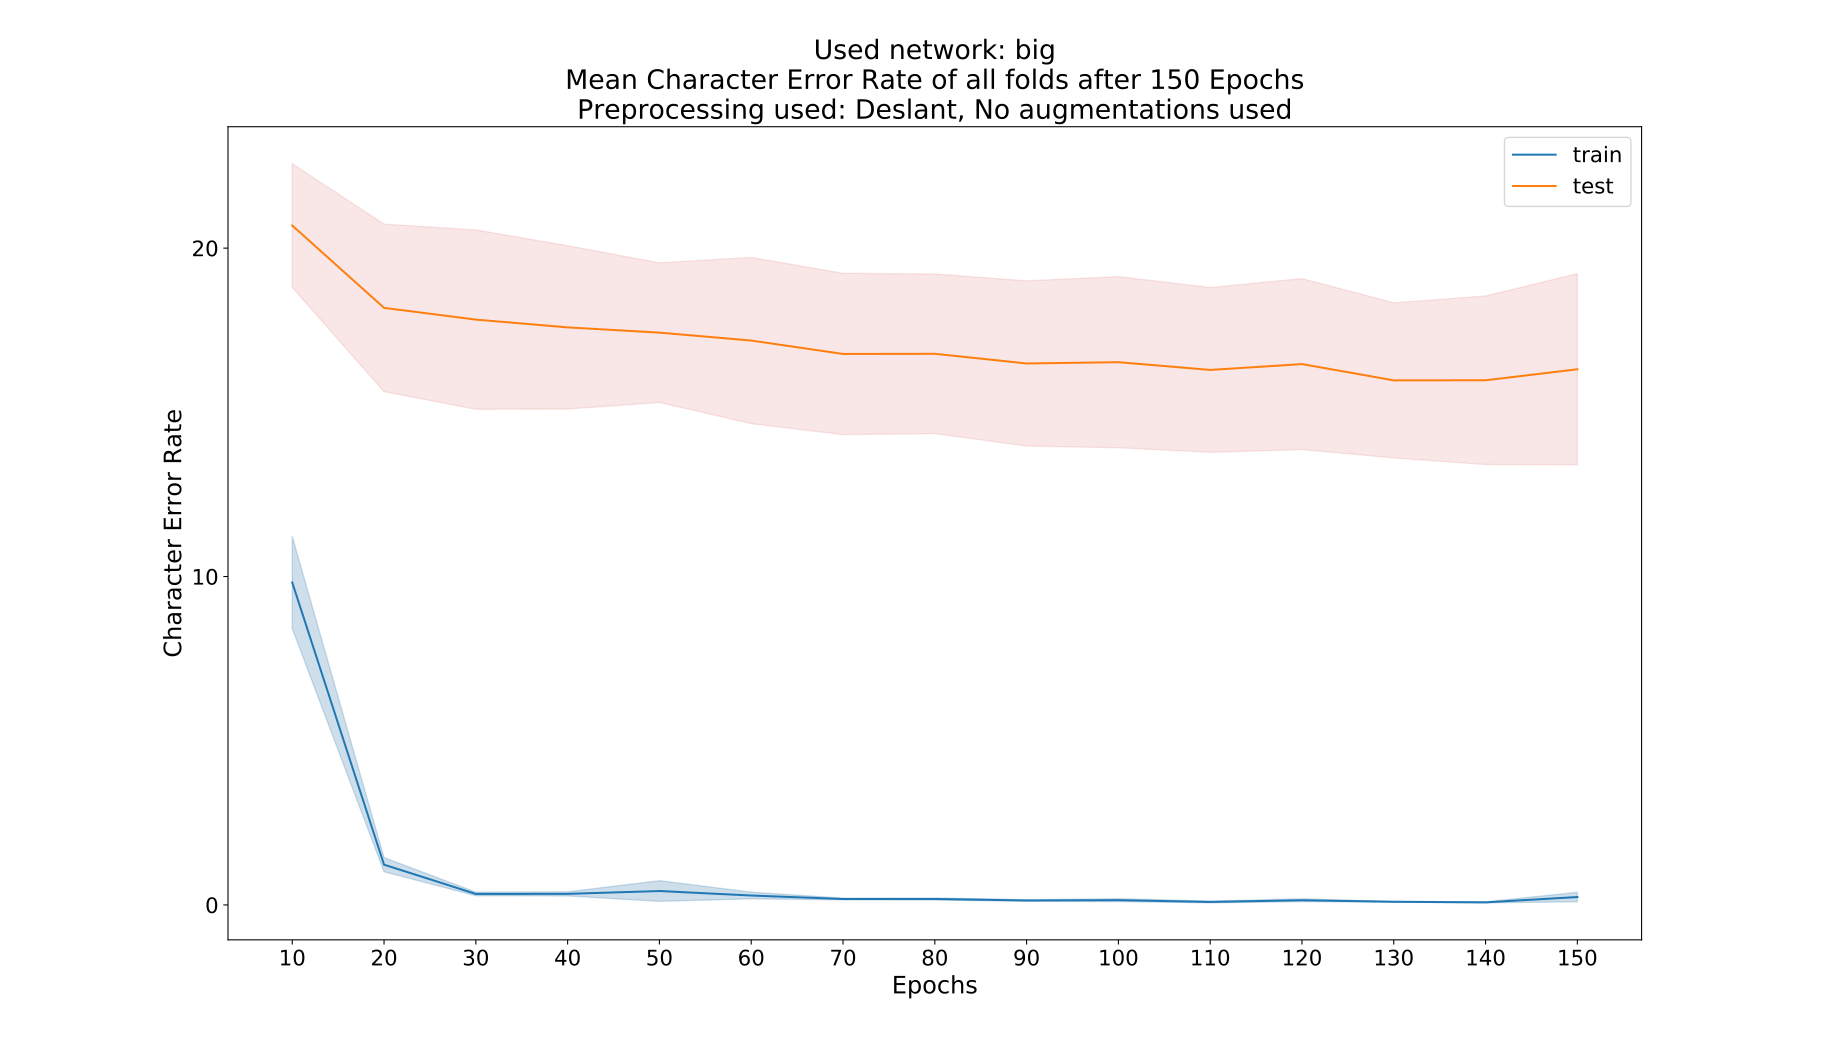 Used network: big
Mean Character Error Rate of all folds after 150 Epochs
Preprocessing used: Deslant, No augmentations used
train
test
20
10
0
Character Error Rate
10 20 30 40 50 60 70 80 90 100 110 120 130 140 150
Epochs